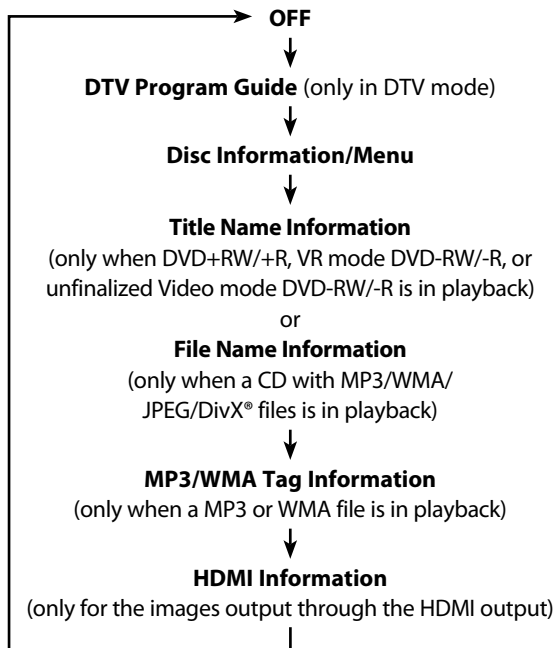 OFF
DTV Program Guide (only in DTV mode)
Disc Information/Menu
Title Name Information
(only when DVD+RW/+R, VR mode DVD-RW/-R, or
unfinalized Video mode DVD-RW/-R is in playback)
or
File Name Information
(only when a CD with MP3/WMA/
JPEG/DivX® files is in playback)
MP3/WMA Tag Information
(only when a MP3 or WMA file is in playback)
HDMI Information
(only for the images output through the HDMI output)